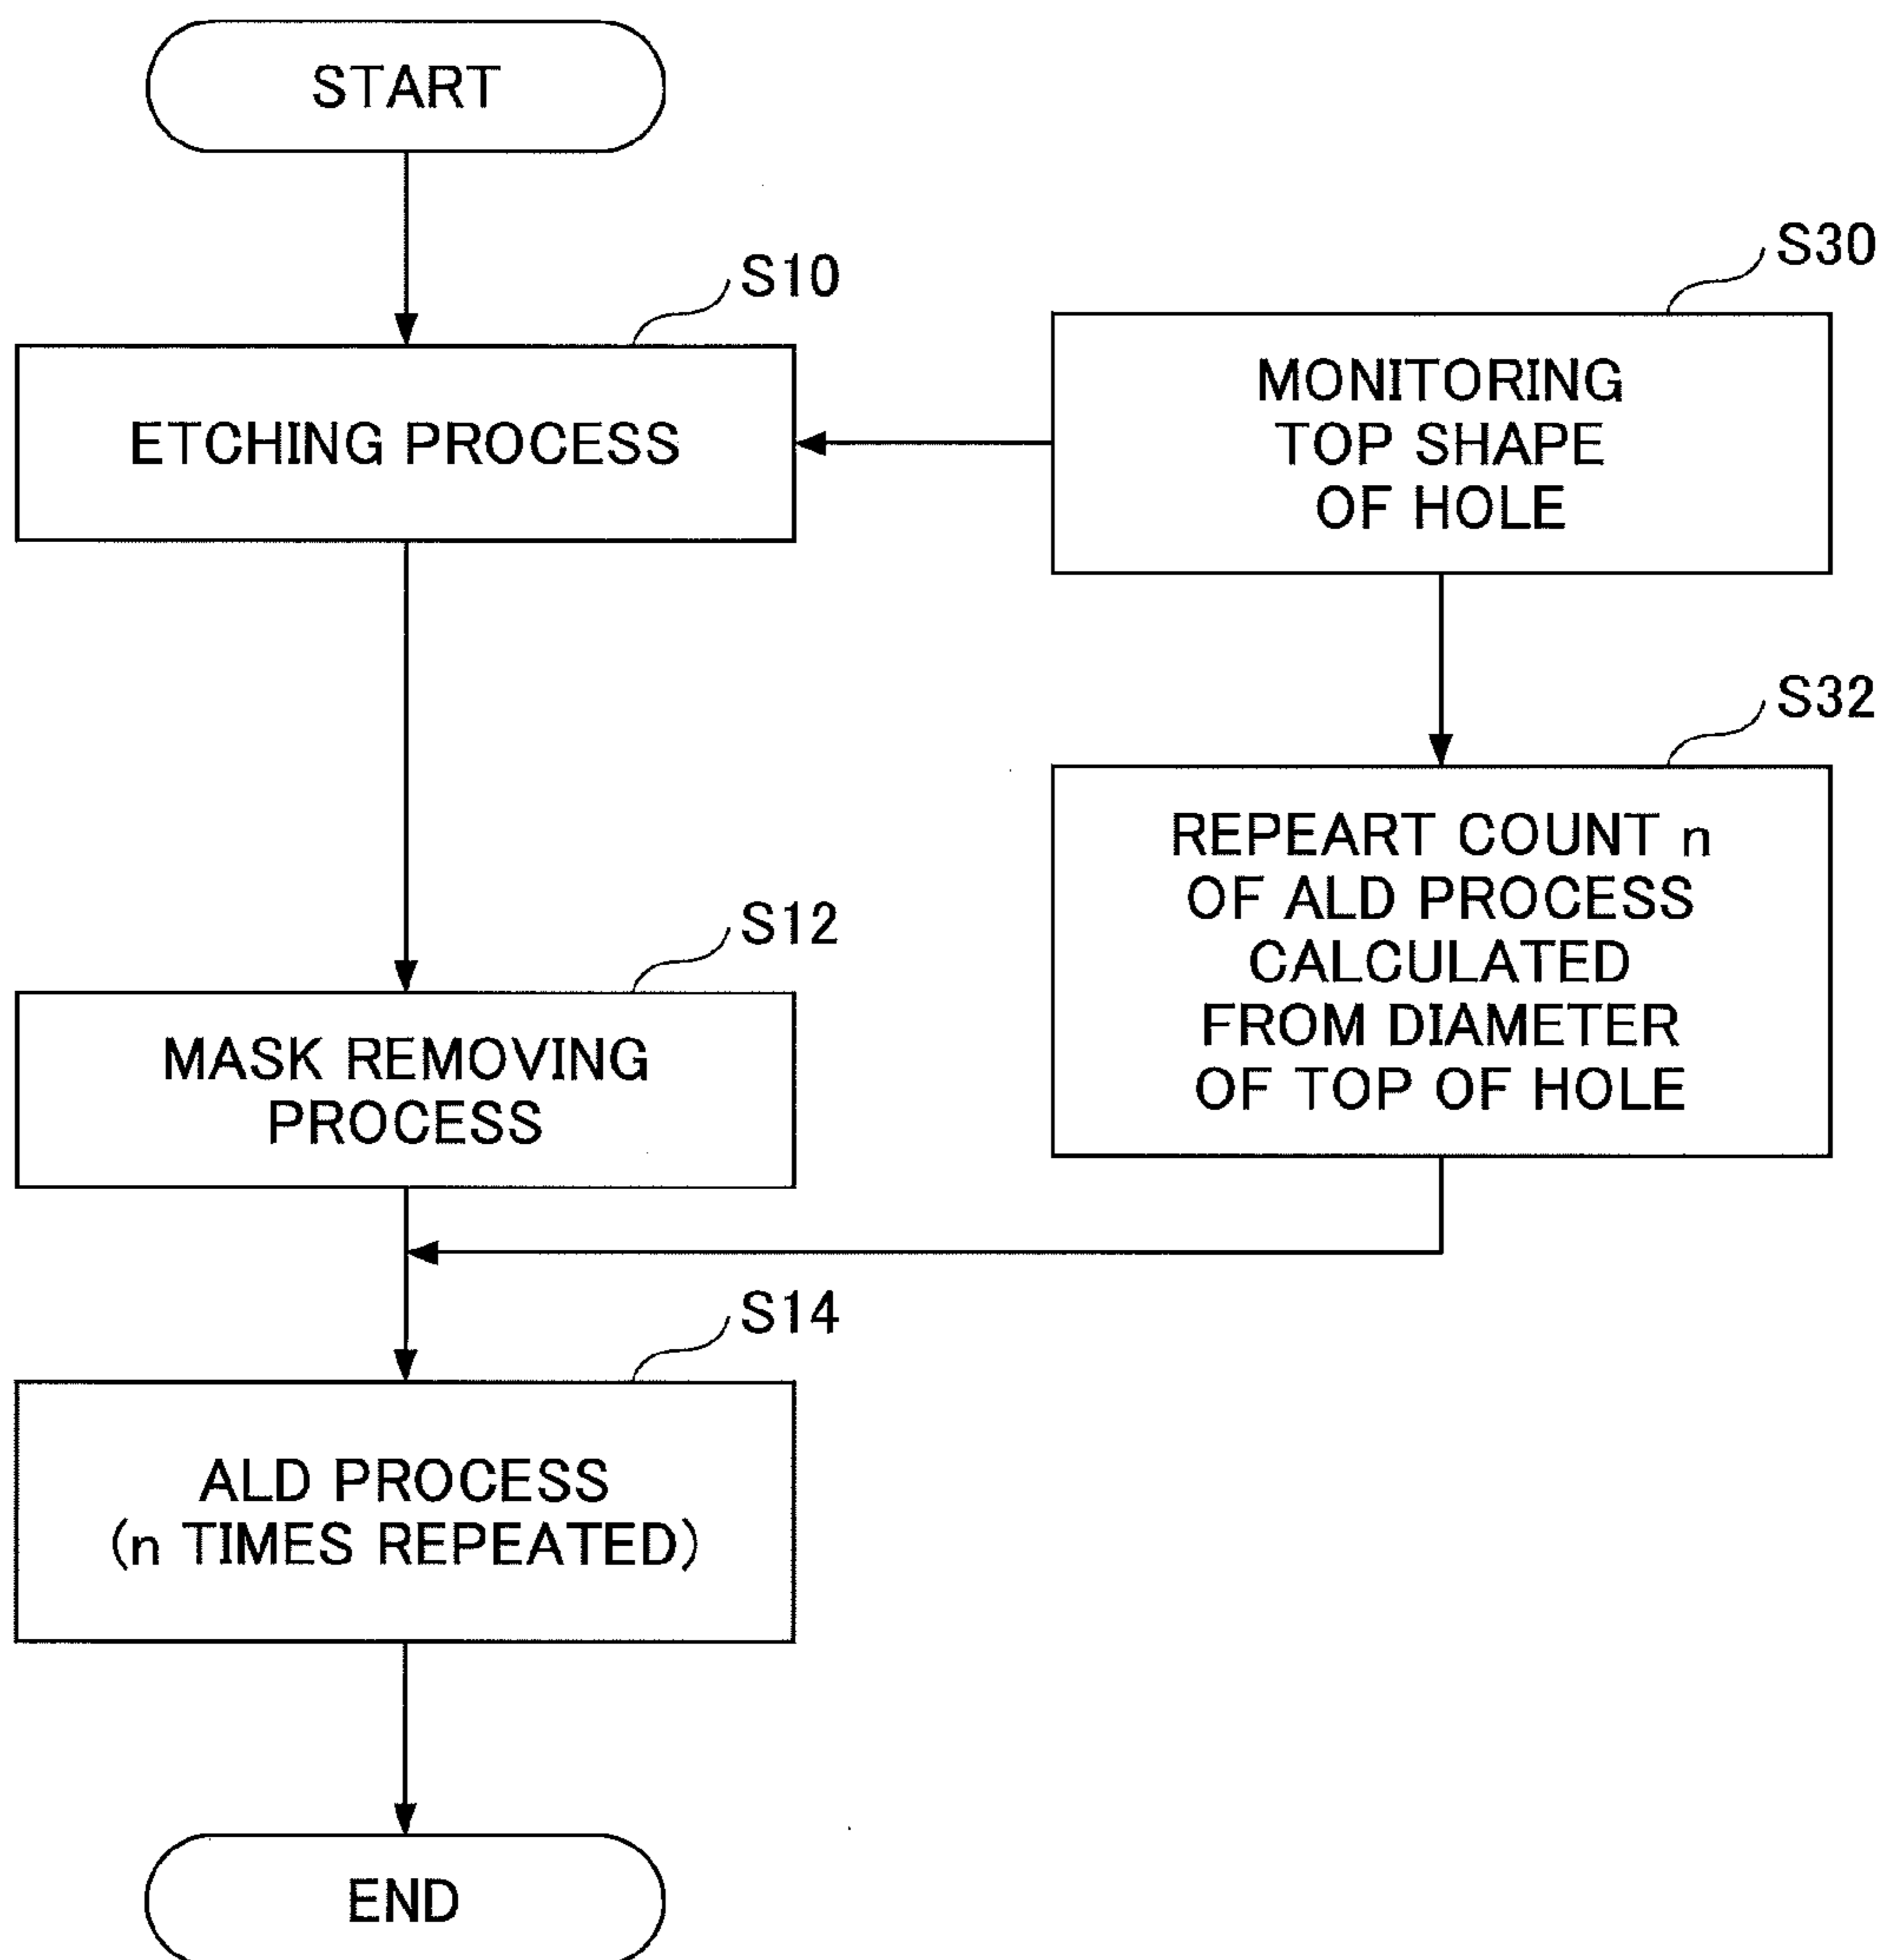 START
S10
ETCHING PROCESS
S30
MONITORING
TOP SHAPE
OF HOLE
S32
REPEART COUNT n
OF ALD PROCESS
CALCULATED
FROM DIAMETER
OF TOP OF HOLE
S12
MASK REMOVING
PROCESS
S14
ALD PROCESS
(n TIMES REPEATED)
END